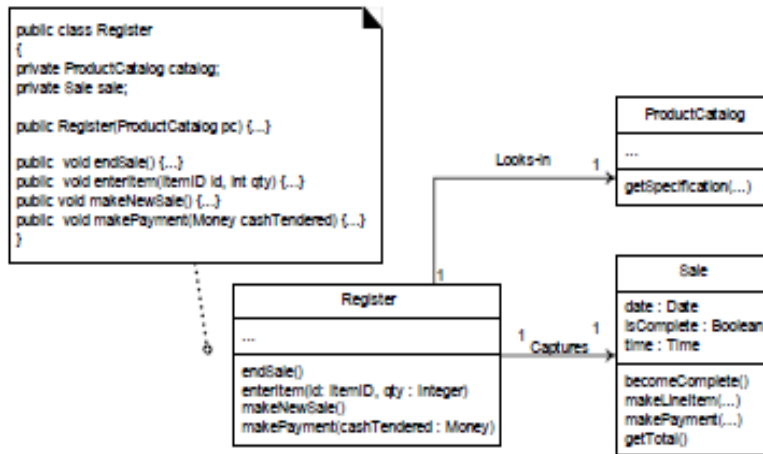 public class Register
{
private ProductCatalog catalog;
private Sale sale;
public Register(ProductCatalog pc) {...}
public void endSale() {...}
public void enterItem(ItemID id, int qty) {...}
public void makeNewSale() {...}
public void makePayment(Money cashTendered) {...}
}
ProductCatalog
...
getSpecification(...)
Looks-in
1
1
Register
...
endSale()
enterItem(id: ItemID, qty : Integer)
makeNewSale()
makePayment(cashTendered : Money)
1
1
Captures
Sale
date : Date
isComplete : Boolean
time : Time
becomeComplete()
makeLineItem(...)
makePayment(...)
getTotal()